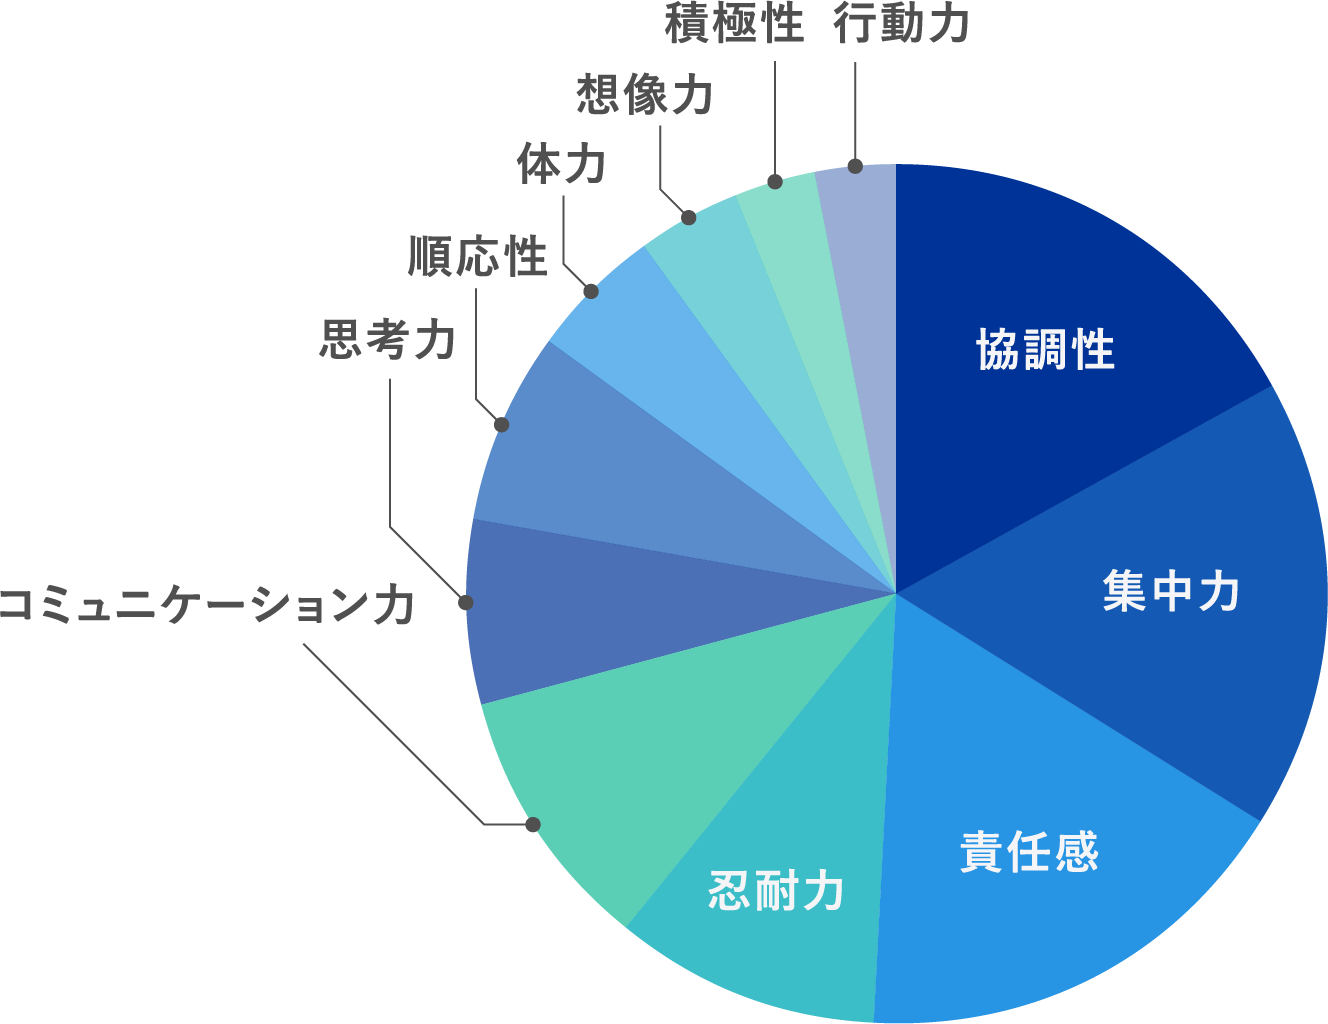 積極性
行動力
想像力
体力
順応性
思考力
コミュニケーション力
協調性
集中力
責任感
忍耐力